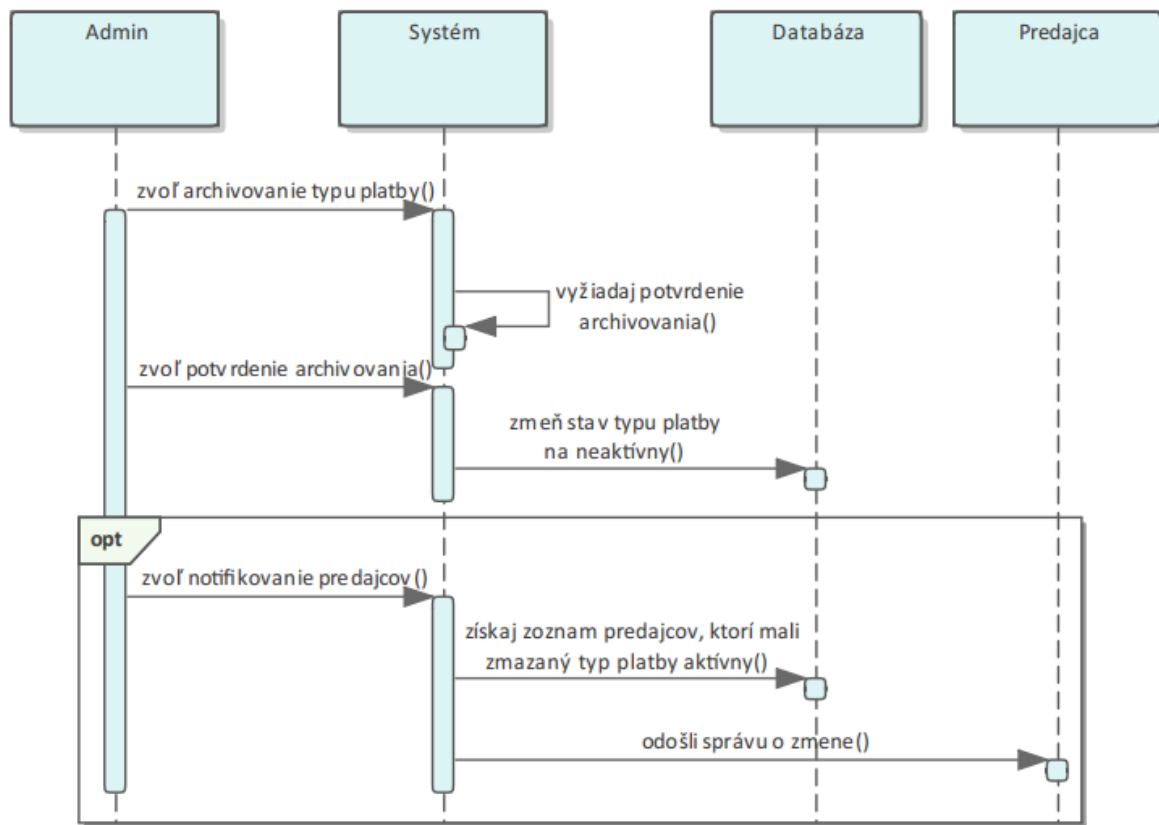 Admin
Systém
Databáza
Predajca
zvoľ archivovanie typu platby()
vyžiadaj potvrdenie
archivovania()
zvoľ potvrdenie archivovania()
zmeň stav typu platby
na neaktívny()
opt
zvoľ notifikovanie predajcov()
získaj zoznam predajcov, ktorí mali
zmazaný typ platby aktívny()
odošli správu o zmene()